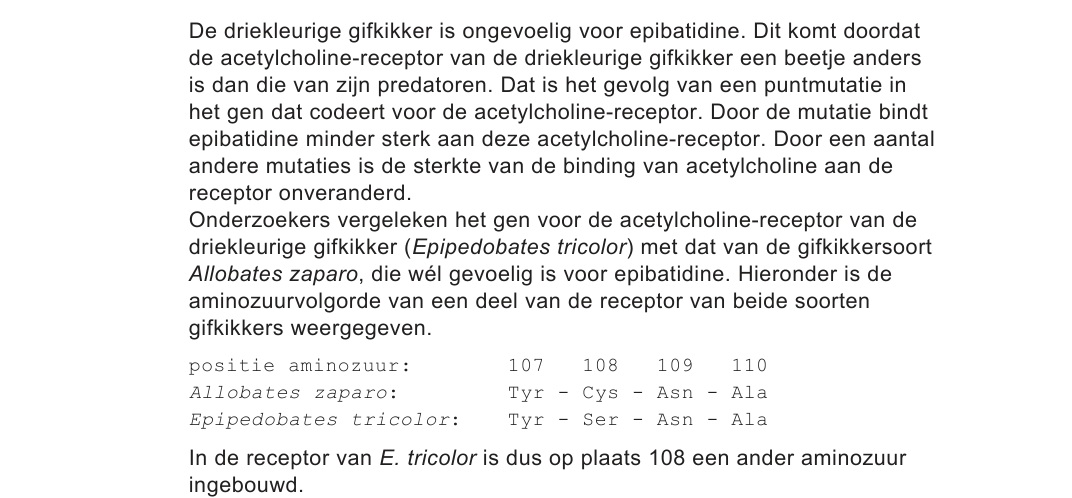 De driekleurige gifkikker is ongevoelig voor epibatidine. Dit komt doordat
de acetylcholine-receptor van de driekleurige gifkikker een beetje anders
is dan die van zijn predatoren. Dat is het gevolg van een puntmutatie in
het gen dat codeert voor de acetylcholine-receptor. Door de mutatie bindt
epibatidine minder sterk aan deze acetylcholine-receptor. Door een aantal
andere mutaties is de sterkte van de binding van acetylcholine aan de
receptor onveranderd.
Onderzoekers vergeleken het gen voor de acetylcholine-receptor van de
driekleurige gifkikker (Epipedobates tricolor) met dat van de gifkikkersoort
Allobates zaparo, die wél gevoelig is voor epibatidine. Hieronder is de
aminozuurvolgorde van een deel van de receptor van beide soorten
gifkikkers weergegeven.
positie aminozuur: 107 108 109 110
Allobates zaparo: Tyr - Cys - Asn - Ala
Epipedobates tricolor: Tyr - Ser - Asn - Ala
In de receptor van E. tricolor is dus op plaats 108 een ander aminozuur
ingebouwd.